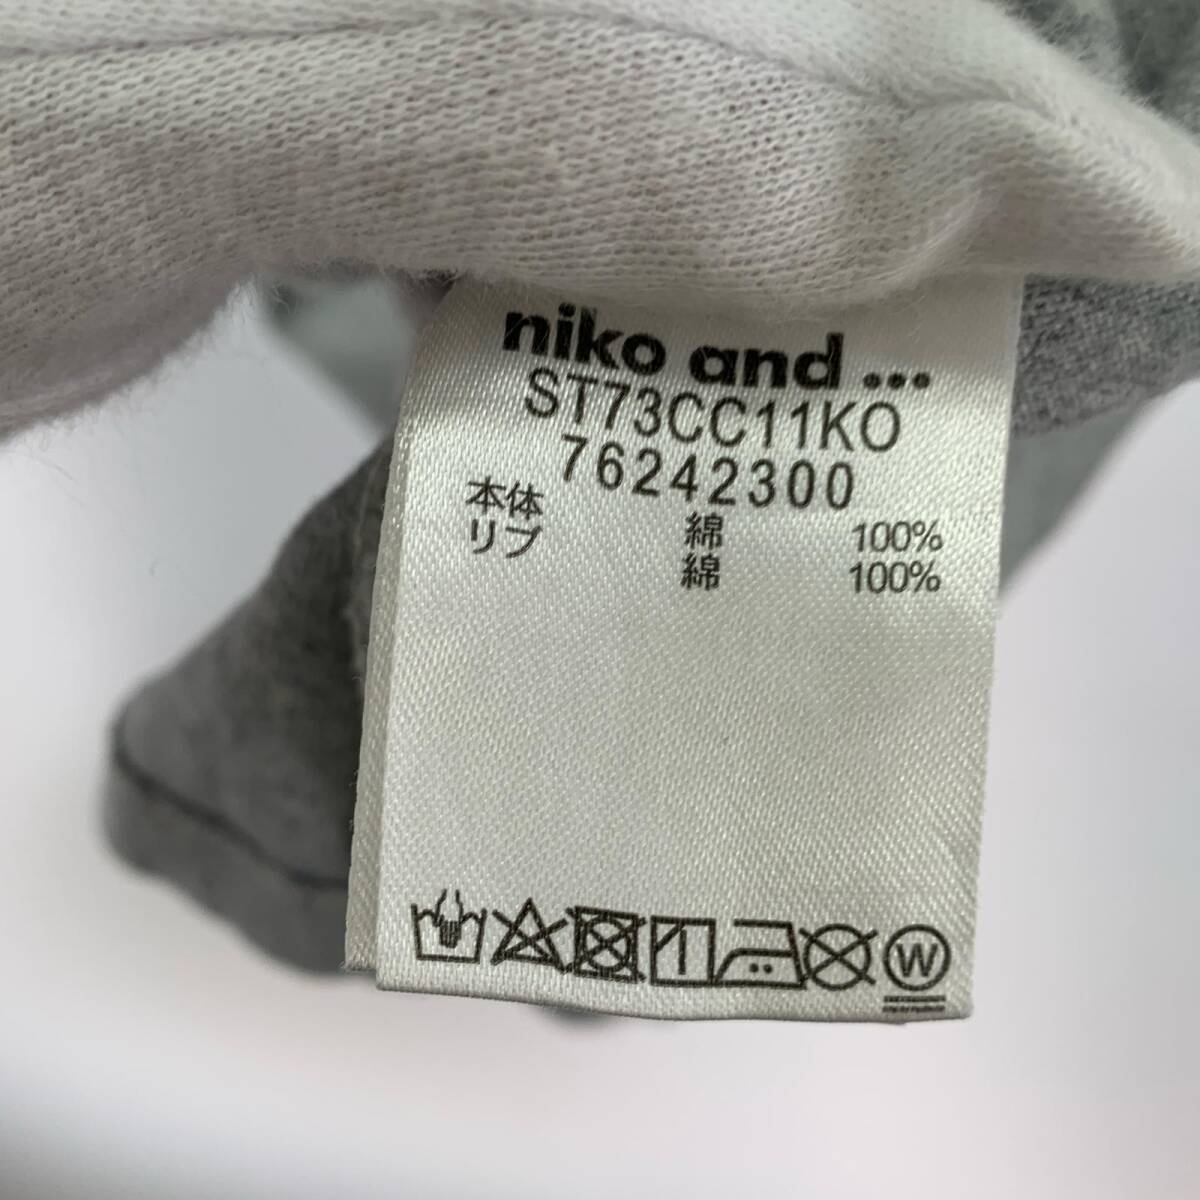 niko and ...
ST73CC11KO
76242300
本体 綿 100%
リブ 綿 100%
W